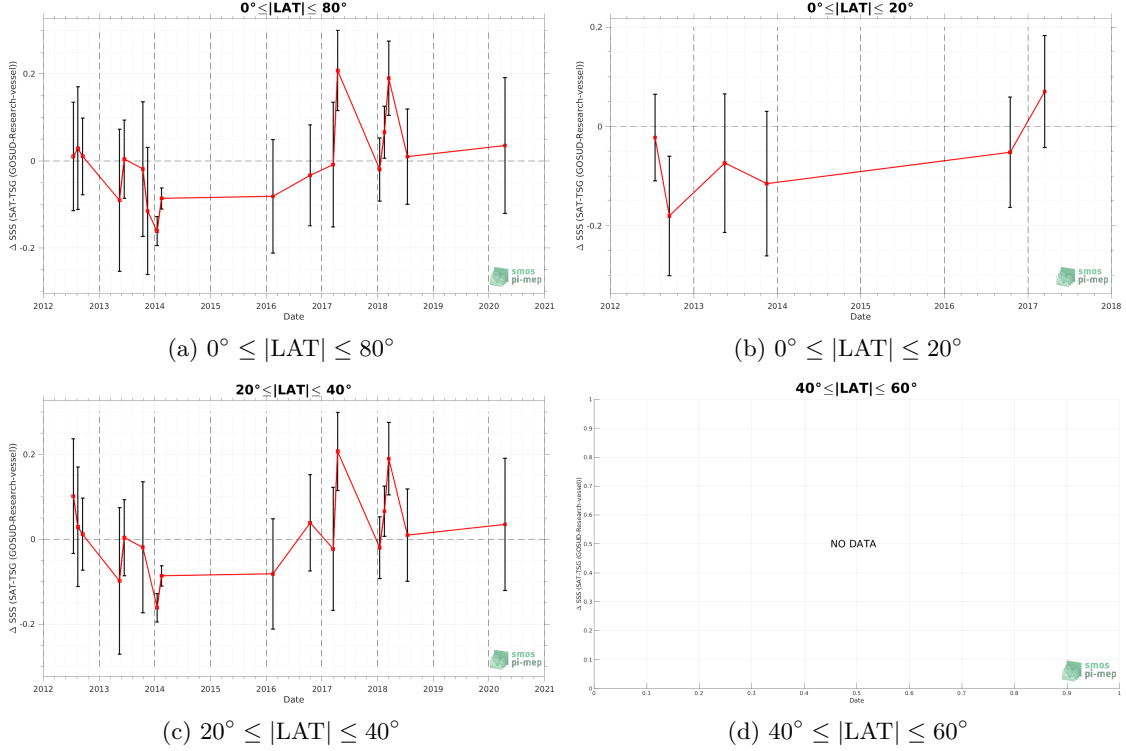 0°≤|LAT|≤ 80°
Δ SSS (SAT-TSG (GOSUD-Research-vessel))
0.2
0
-0.2
2012 2013 2014 2015 2016 2017 2018 2019 2020 2021
Date
smos
pi-mep
(a) 0° ≤ |LAT| ≤ 80°
0°≤|LAT|≤ 20°
Δ SSS (SAT-TSG (GOSUD-Research-vessel))
0.2
0
-0.2
2012 2013 2014 2015 2016 2017 2018
Date
smos
pi-mep
(b) 0° ≤ |LAT| ≤ 20°
20°≤|LAT|≤ 40°
Δ SSS (SAT-TSG (GOSUD-Research-vessel))
0.2
0
-0.2
2012 2013 2014 2015 2016 2017 2018 2019 2020 2021
Date
smos
pi-mep
(c) 20° ≤ |LAT| ≤ 40°
40°≤|LAT|≤ 60°
Δ SSS (SAT-TSG (GOSUD-Research-vessel))
1
0.9
0.8
0.7
0.6
0.5
0.4
0.3
0.2
0.1
0
NO DATA
0 0.1 0.2 0.3 0.4 0.5 0.6 0.7 0.8 0.9 1
Date
smos
pi-mep
(d) 40° ≤ |LAT| ≤ 60°